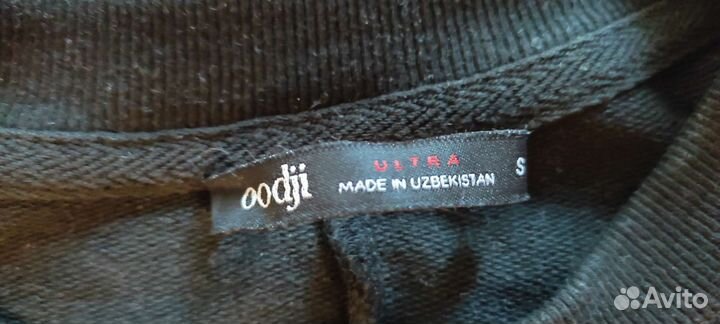 oodji
ULTRA
MADE IN UZBEKISTAN
S
Avito